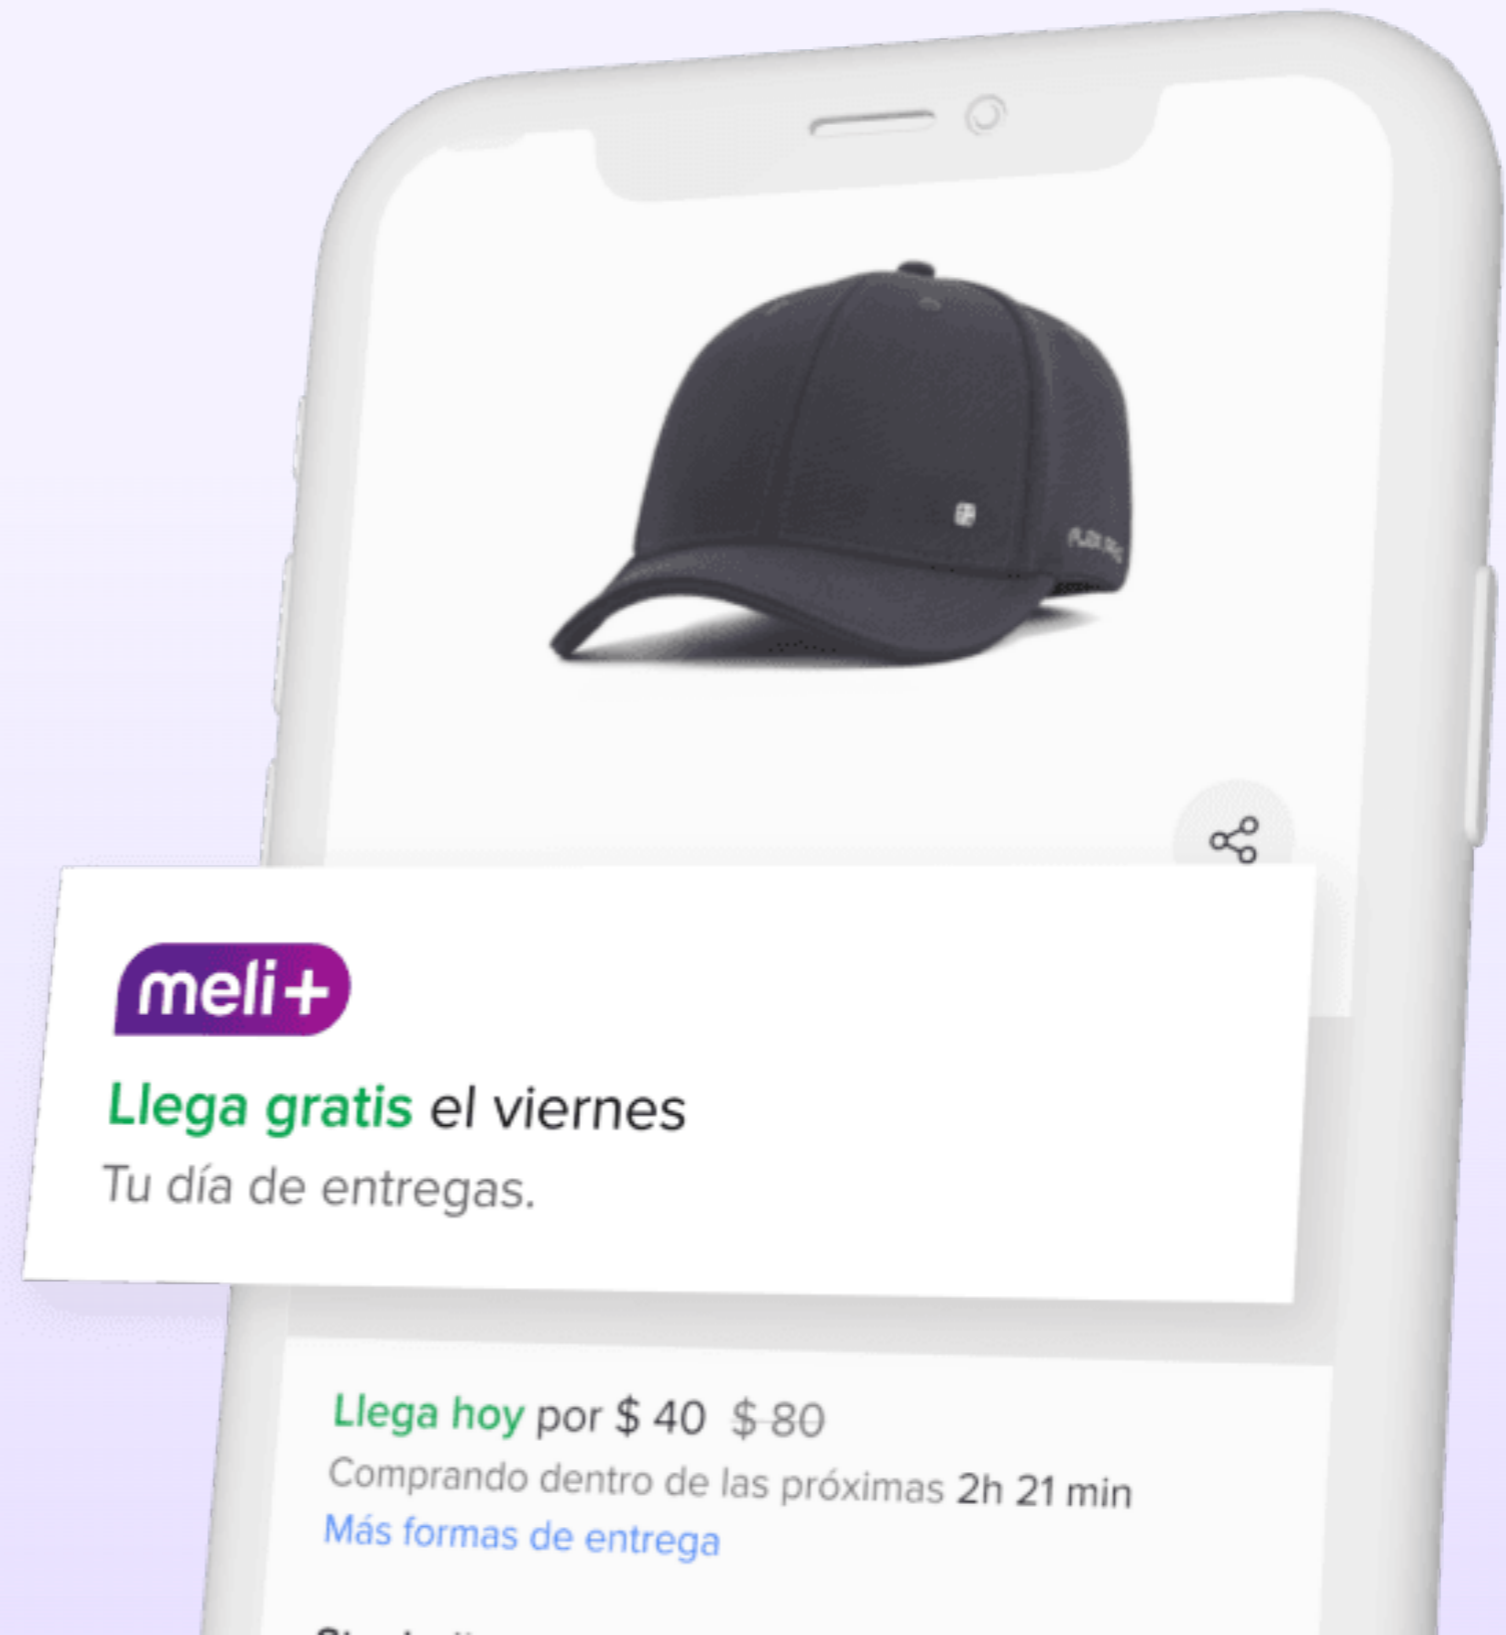 meli+
Llega gratis el viernes
Tu día de entregas.
Llega hoy por $ 40 $ 80
Comprando dentro de las próximas 2h 21 min
Más formas de entrega